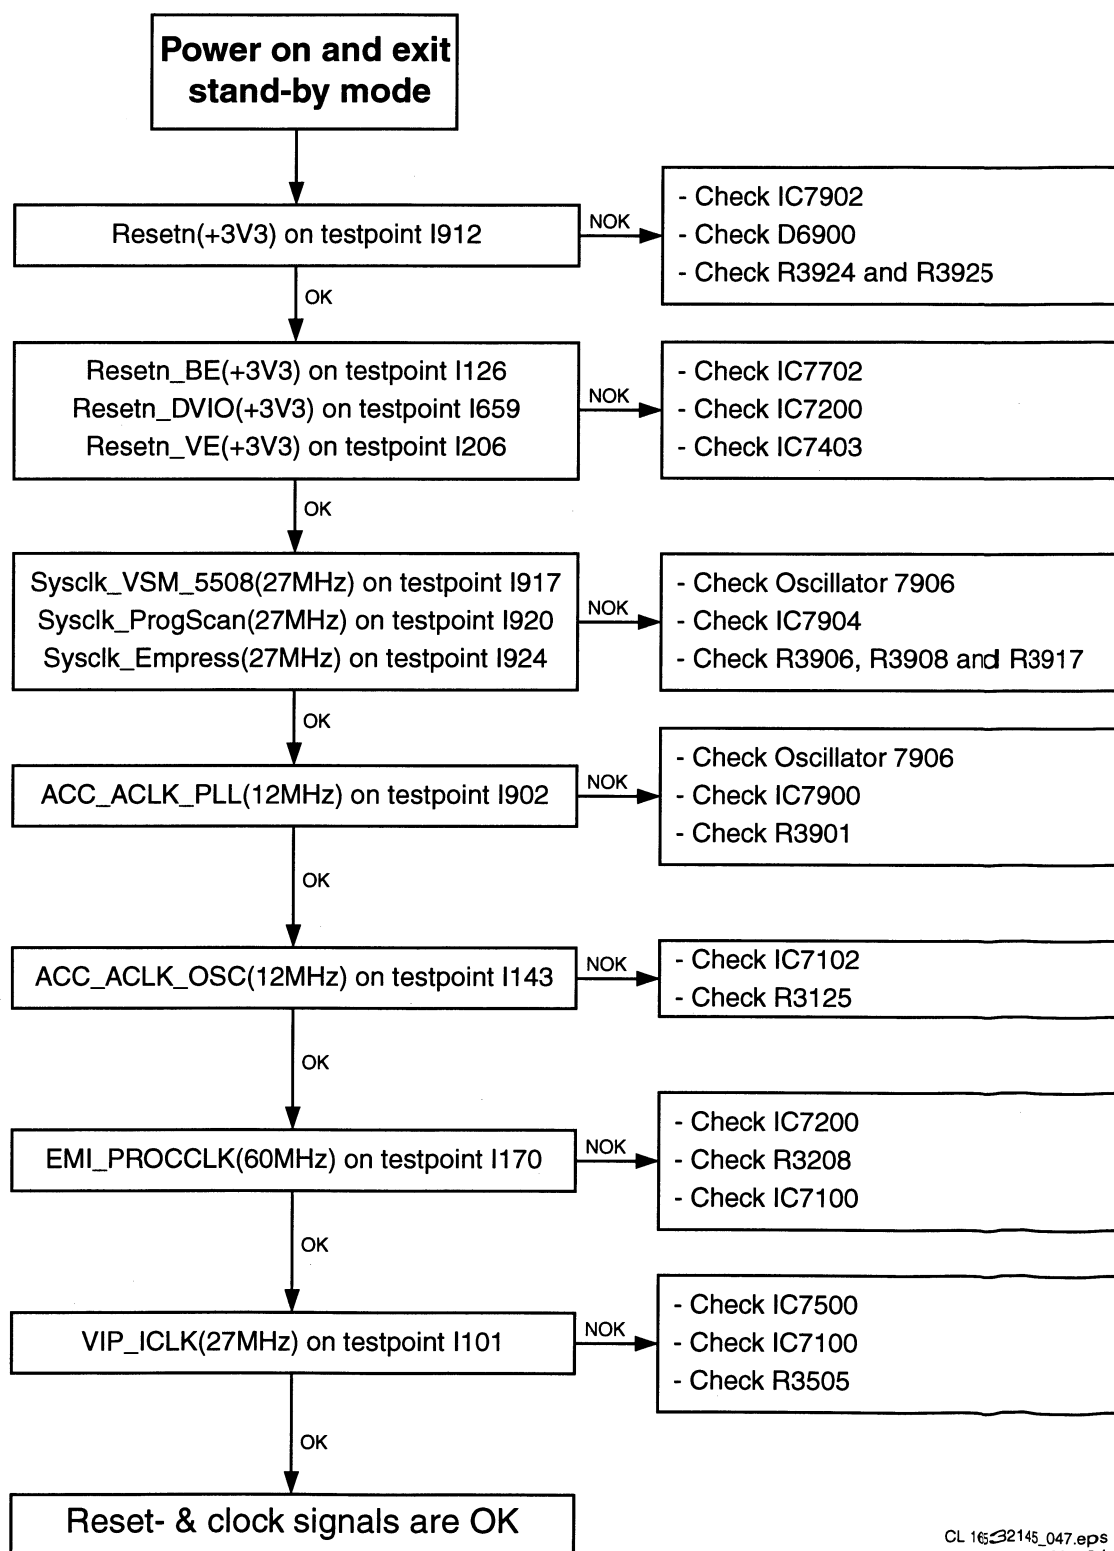 Power on and exit
stand-by mode
Resetn(+3V3) on testpoint I912
NOK
- Check IC7902
- Check D6900
- Check R3924 and R3925
OK
Resetn_BE(+3V3) on testpoint I126
Resetn_DVIO(+3V3) on testpoint I659
Resetn_VE(+3V3) on testpoint I206
NOK
- Check IC7702
- Check IC7200
- Check IC7403
OK
Sysclk_VSM_5508(27MHz) on testpoint I917
Sysclk_ProgScan(27MHz) on testpoint I920
Sysclk_Empress(27MHz) on testpoint I924
NOK
- Check Oscillator 7906
- Check IC7904
- Check R3906, R3908 and R3917
OK
ACC_ACLK_PLL(12MHz) on testpoint I902
NOK
- Check Oscillator 7906
- Check IC7900
- Check R3901
OK
ACC_ACLK_OSC(12MHz) on testpoint I143
NOK
- Check IC7102
- Check R3125
OK
EMI_PROCCLK(60MHz) on testpoint I170
NOK
- Check IC7200
- Check R3208
- Check IC7100
OK
VIP_ICLK(27MHz) on testpoint I101
NOK
- Check IC7500
- Check IC7100
- Check R3505
OK
Reset- & clock signals are OK
CL